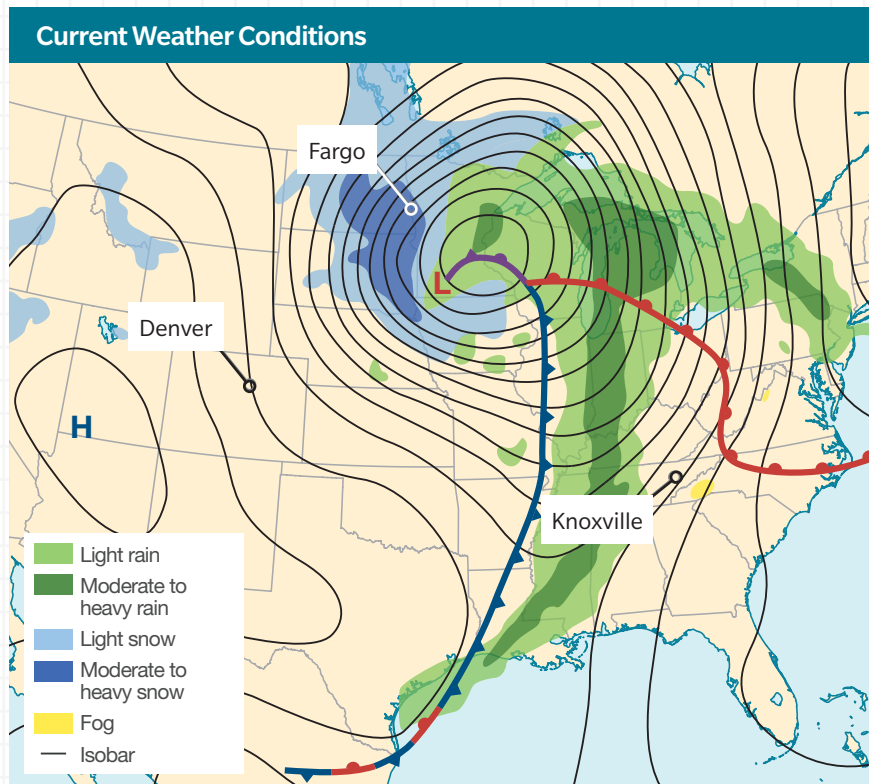 Current Weather Conditions
Fargo
L
Denver
H
Knoxville
Light rain
Moderate to
heavy rain
Light snow
Moderate to
heavy snow
Fog
Isobar